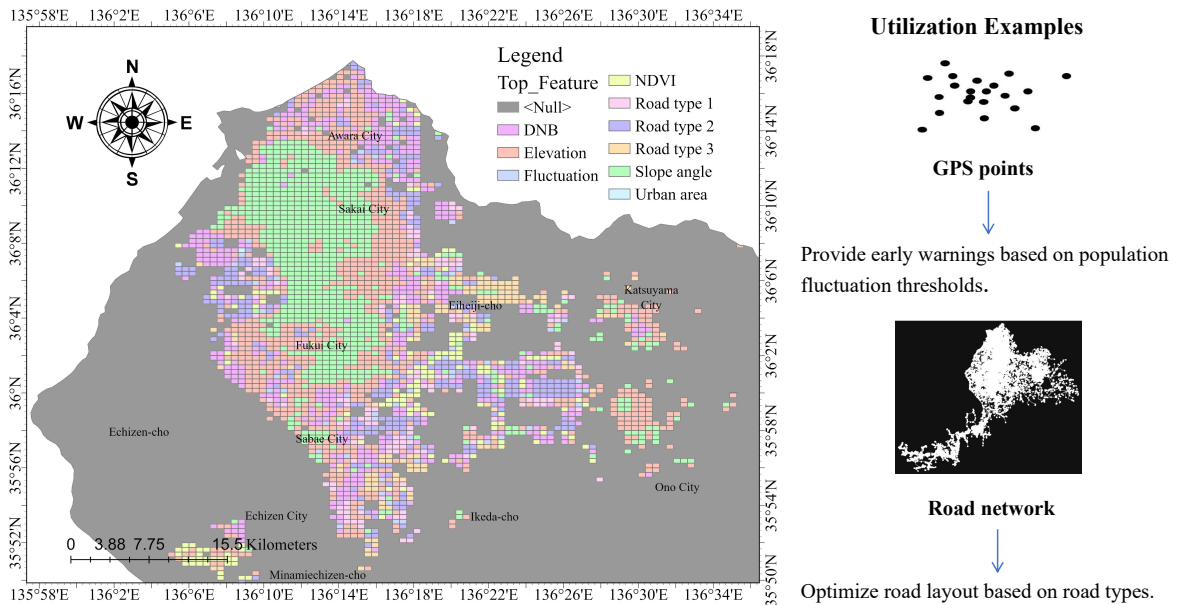 135°58'E 136°2'E 136°6'E 136°10'E 136°14'E 136°18'E 136°22'E 136°26'E 136°30'E 136°34'E
36°16'N
36°12'N
36°8'N
36°4'N
36°N
35°56'N
35°52'N
N
W E
S
Legend
Top_Feature
<Null>
DNB
Elevation
Fluctuation
NDVI
Road type 1
Road type 2
Road type 3
Slope angle
Urban area
Awara City
Sakai City
Katsuyama
City
Eiheiji-cho
Fukui City
Echizen-cho
Sabae City
Ono City
Echizen City
Ikeda-cho
Minamiechizen-cho
0 3.88 7.75 15.5 Kilometers
36°18'N
36°14'N
36°10'N
36°6'N
36°2'N
35°58'N
35°54'N
35°50'N
135°58'E 136°2'E 136°6'E 136°10'E 136°14'E 136°18'E 136°22'E 136°26'E 136°30'E 136°34'E
Utilization Examples
GPS points
Provide early warnings based on population
fluctuation thresholds.
Road network
Optimize road layout based on road types.